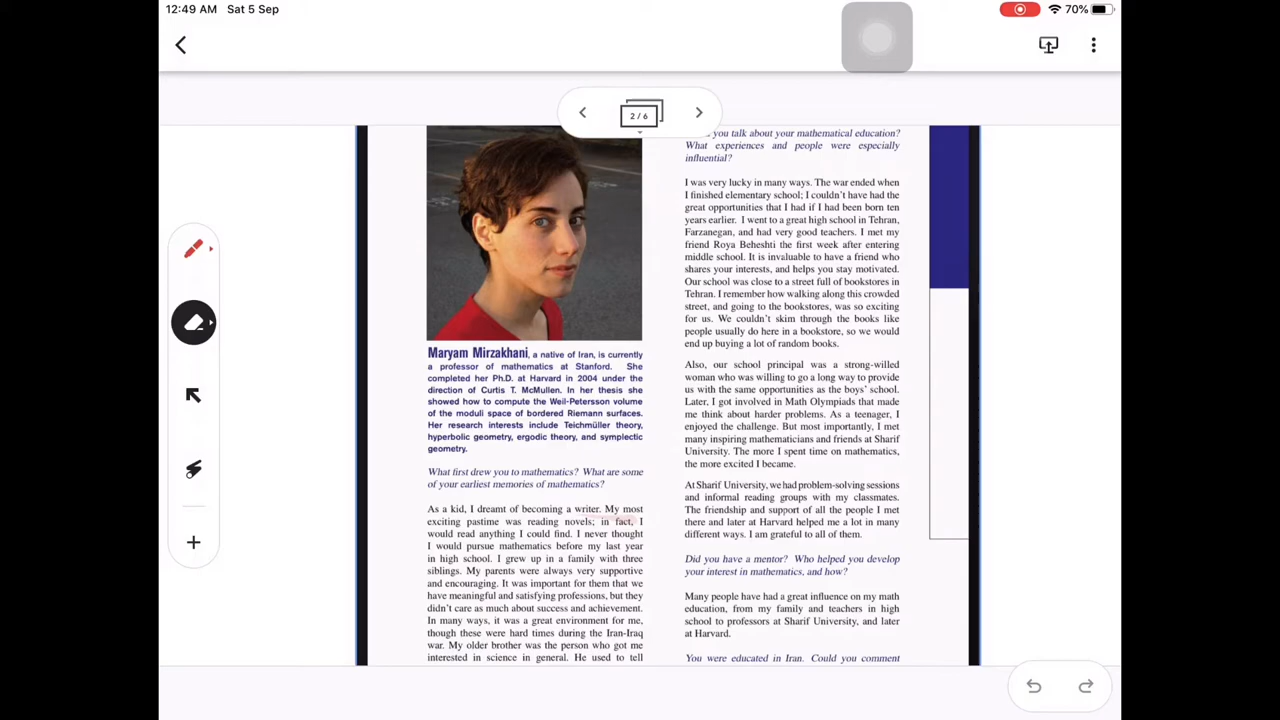 12:49 AM Sat 5 Sep
70%
2 / 6
Maryam Mirzakhani, a native of Iran, is currently
a professor of mathematics at Stanford. She
completed her Ph.D. at Harvard in 2004 under the
direction of Curtis T. McMullen. In her thesis she
showed how to compute the Weil-Petersson volume
of the moduli space of bordered Riemann surfaces.
Her research interests include Teichmüller theory,
hyperbolic geometry, ergodic theory, and symplectic
geometry.
What first drew you to mathematics? What are some
of your earliest memories of mathematics?
As a kid, I dreamt of becoming a writer. My most
exciting pastime was reading novels; in fact, I
would read anything I could find. I never thought
I would pursue mathematics before my last year
in high school. I grew up in a family with three
siblings. My parents were always very supportive
and encouraging. It was important for them that we
have meaningful and satisfying professions, but they
didn't care as much about success and achievement.
In many ways, it was a great environment for me,
though these were hard times during the Iran-Iraq
war. My older brother was the person who got me
interested in science in general. He used to tell
you talk about your mathematical education?
What experiences and people were especially
influential?
I was very lucky in many ways. The war ended when
I finished elementary school; I couldn't have had the
great opportunities that I had if I had been born ten
years earlier. I went to a great high school in Tehran,
Farzanegan, and had very good teachers. I met my
friend Roya Beheshti the first week after entering
middle school. It is invaluable to have a friend who
shares your interests, and helps you stay motivated.
Our school was close to a street full of bookstores in
Tehran. I remember how walking along this crowded
street, and going to the bookstores, was so exciting
for us. We couldn't skim through the books like
people usually do here in a bookstore, so we would
end up buying a lot of random books.
Also, our school principal was a strong-willed
woman who was willing to go a long way to provide
us with the same opportunities as the boys' school.
Later, I got involved in Math Olympiads that made
me think about harder problems. As a teenager, I
enjoyed the challenge. But most importantly, I met
many inspiring mathematicians and friends at Sharif
University. The more I spent time on mathematics,
the more excited I became.
At Sharif University, we had problem-solving sessions
and informal reading groups with my classmates.
The friendship and support of all the people I met
there and later at Harvard helped me a lot in many
different ways. I am grateful to all of them.
Did you have a mentor? Who helped you develop
your interest in mathematics, and how?
Many people have had a great influence on my math
education, from my family and teachers in high
school to professors at Sharif University, and later
at Harvard.
You were educated in Iran. Could you comment